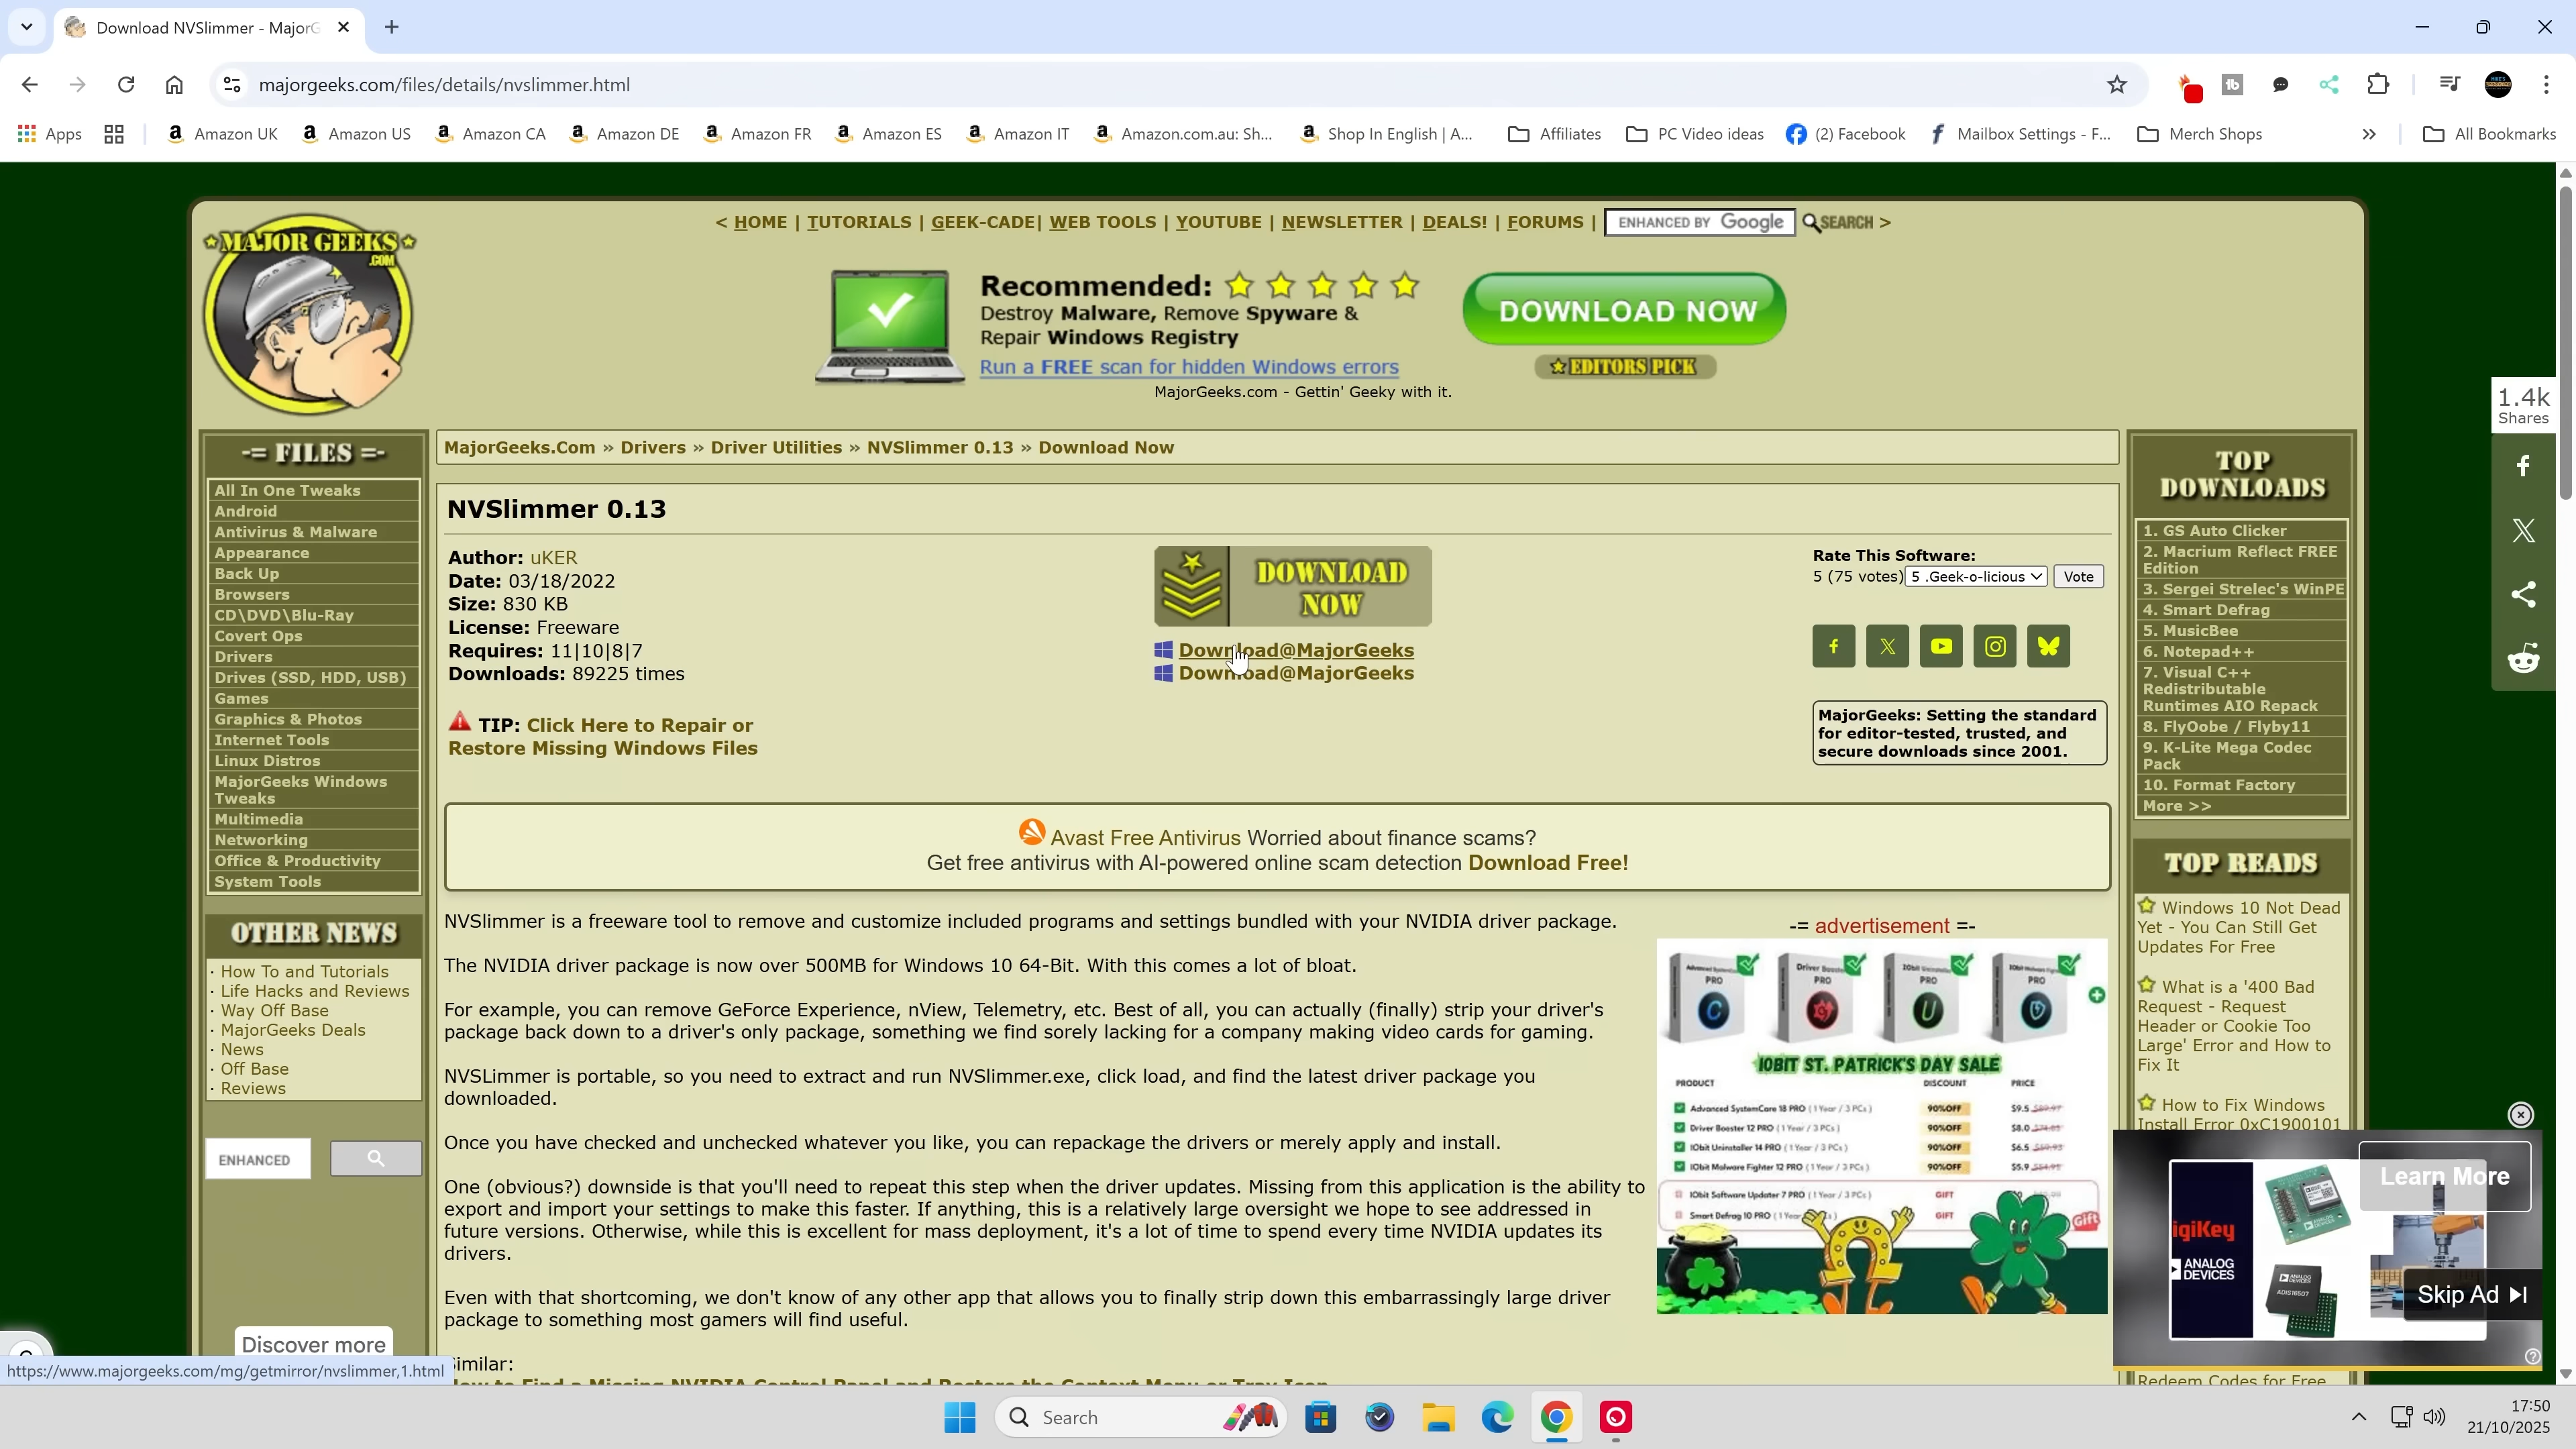 Download NVSlimmer - MajorG
majorgeeks.com/files/details/nvslimmer.html
Apps
Amazon UK
Amazon US
Amazon CA
Amazon DE
Amazon FR
Amazon ES
Amazon IT
Amazon.com.au: Sh...
Shop In English | A...
Affiliates
PC Video ideas
(2) Facebook
Mailbox Settings - F...
Merch Shops
All Bookmarks
MAJOR GEEKS
.COM
< HOME | TUTORIALS | GEEK-CADE| WEB TOOLS | YOUTUBE | NEWSLETTER | DEALS! | FORUMS | ENHANCED BY Google SEARCH >
Recommended:
Destroy Malware, Remove Spyware &
Repair Windows Registry
Run a FREE scan for hidden Windows errors
DOWNLOAD NOW
EDITORS PICK
MajorGeeks.com - Gettin' Geeky with it.
1.4k
Shares
-= FILES =-
All In One Tweaks
Android
Antivirus & Malware
Appearance
Back Up
Browsers
CD\DVD\Blu-Ray
Covert Ops
Drivers
Drives (SSD, HDD, USB)
Games
Graphics & Photos
Internet Tools
Linux Distros
MajorGeeks Windows
Tweaks
Multimedia
Networking
Office & Productivity
System Tools
OTHER NEWS
· How To and Tutorials
· Life Hacks and Reviews
· Way Off Base
· MajorGeeks Deals
· News
· Off Base
· Reviews
ENHANCED
Discover more
MajorGeeks.Com » Drivers » Driver Utilities » NVSlimmer 0.13 » Download Now
NVSlimmer 0.13
Author: uKER
Date: 03/18/2022
Size: 830 KB
License: Freeware
Requires: 11|10|8|7
Downloads: 89225 times
TIP: Click Here to Repair or
Restore Missing Windows Files
DOWNLOAD
NOW
Download@MajorGeeks
Download@MajorGeeks
Rate This Software:
5 (75 votes) 5 .Geek-o-licious Vote
MajorGeeks: Setting the standard
for editor-tested, trusted, and
secure downloads since 2001.
Avast Free Antivirus Worried about finance scams?
Get free antivirus with AI-powered online scam detection Download Free!
NVSlimmer is a freeware tool to remove and customize included programs and settings bundled with your NVIDIA driver package.
The NVIDIA driver package is now over 500MB for Windows 10 64-Bit. With this comes a lot of bloat.
For example, you can remove GeForce Experience, nView, Telemetry, etc. Best of all, you can actually (finally) strip your driver's
package back down to a driver's only package, something we find sorely lacking for a company making video cards for gaming.
NVSLimmer is portable, so you need to extract and run NVSlimmer.exe, click load, and find the latest driver package you
downloaded.
Once you have checked and unchecked whatever you like, you can repackage the drivers or merely apply and install.
One (obvious?) downside is that you'll need to repeat this step when the driver updates. Missing from this application is the ability to
export and import your settings to make this faster. If anything, this is a relatively large oversight we hope to see addressed in
future versions. Otherwise, while this is excellent for mass deployment, it's a lot of time to spend every time NVIDIA updates its
drivers.
Even with that shortcoming, we don't know of any other app that allows you to finally strip down this embarrassingly large driver
package to something most gamers will find useful.
Similar:
How to Find a Missing NVIDIA Control Panel and Restore the Context Menu or Tray Icon
-= advertisement =-
PRO PRO PRO PRO
IOBIT ST. PATRICK'S DAY SALE
PRODUCT DISCOUNT PRICE
Advanced SystemCare 18 PRO (1 Year / 3 PCs) 90%OFF $9.5
Driver Booster 12 PRO (1 Year / 3 PCs) 90%OFF $8.0
IObit Uninstaller 14 PRO (1 Year / 3 PCs) 90%OFF $6.5
IObit Malware Fighter 12 PRO (1 Year / 3 PCs) 90%OFF $5.9
IObit Software Updater 7 PRO (1 Year / 3 PCs) GIFT
Smart Defrag 10 PRO (1 Year GIFT
Gift
TOP
DOWNLOADS
1. GS Auto Clicker
2. Macrium Reflect FREE
Edition
3. Sergei Strelec's WinPE
4. Smart Defrag
5. MusicBee
6. Notepad++
7. Visual C++
Redistributable
Runtimes AIO Repack
8. FlyOobe / Flyby11
9. K-Lite Mega Codec
Pack
10. Format Factory
More >>
TOP READS
Windows 10 Not Dead
Yet - You Can Still Get
Updates For Free
What is a '400 Bad
Request - Request
Header or Cookie Too
Large' Error and How to
Fix It
How to Fix Windows
Install Error 0xC1900101
Learn More
igiKey
ANALOG
DEVICES
Skip Ad
Redeem Codes for Free
https://www.majorgeeks.com/mg/getmirror/nvslimmer,1.html
Search
17:50
21/10/2025